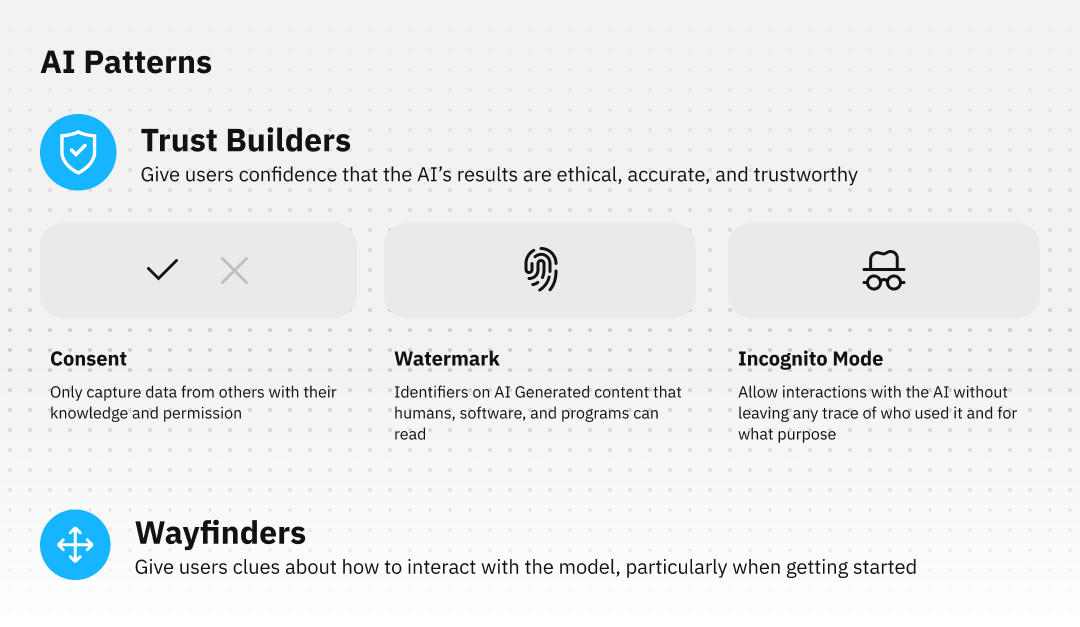 AI Patterns
Trust Builders
Give users confidence that the AI’s results are ethical, accurate, and trustworthy
Consent
Only capture data from others with their
knowledge and permission
Watermark
Identifiers on AI Generated content that
humans, software, and programs can
read
Incognito Mode
Allow interactions with the AI without
leaving any trace of who used it and for
what purpose
Wayfinders
Give users clues about how to interact with the model, particularly when getting started